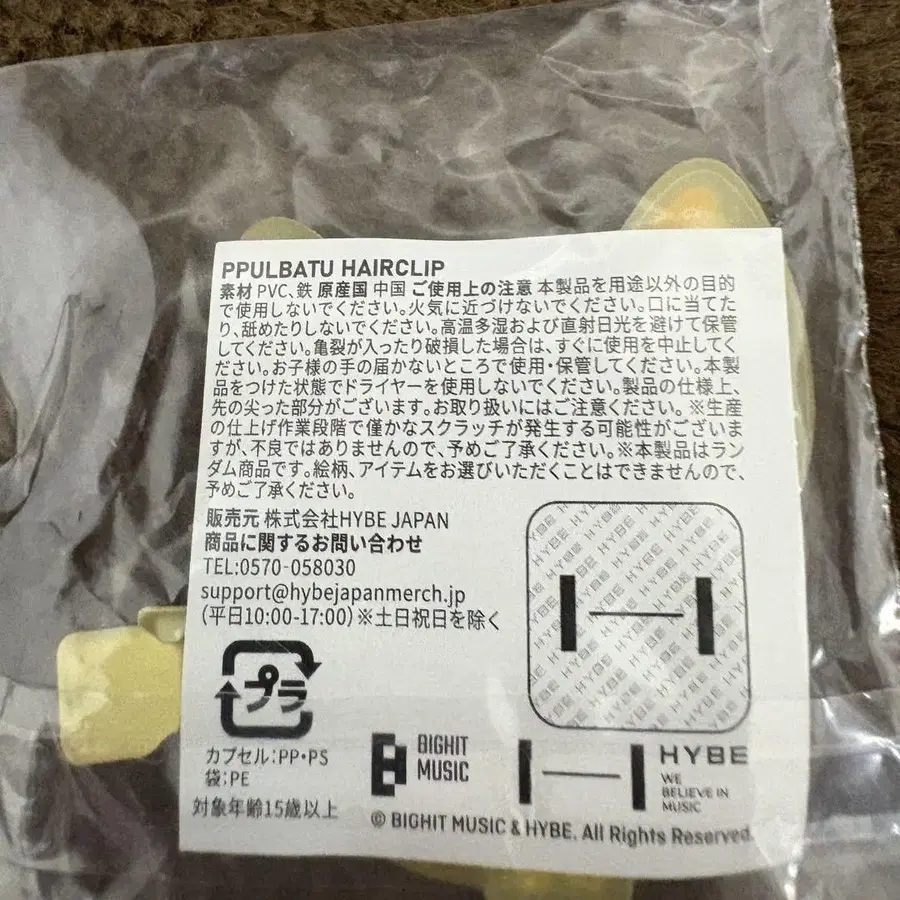 PPULBATU HAIRCLIP
素材 PVC、鉄 原産国 中国 ご使用上の注意 本製品を用途以外の目的
で使用しないでください。火気に近づけないでください。口に当てた
り、舐めたりしないでください。高温多湿および直射日光を避けて保管
してください。亀裂が入ったり破損した場合は、すぐに使用を中止してく
ださい。お子様の手の届かないところで使用・保管してください。本製
品をつけた状態でドライヤーを使用しないでください。製品の仕様上、
先の尖った部分がございます。お取り扱いにはご注意ください。※生産
の仕上げ作業段階で僅かなスクラッチが発生する可能性がございま
すが、不良ではありませんので、予めご了承ください。※本製品はラン
ダム商品です。絵柄、アイテムをお選びいただくことはできませんので、
予めご了承ください。
販売元 株式会社HYBE JAPAN
商品に関するお問い合わせ
TEL:0570-058030
support@hybejapanmerch.jp
(平日10:00-17:00)※土日祝日を除く
HYBE
プラ
カプセル:PP・PS
袋:PE
対象年齢15歳以上
BIGHIT
MUSIC
HYBE
WE
BELIEVE IN
MUSIC
© BIGHIT MUSIC & HYBE. All Rights Reserved.